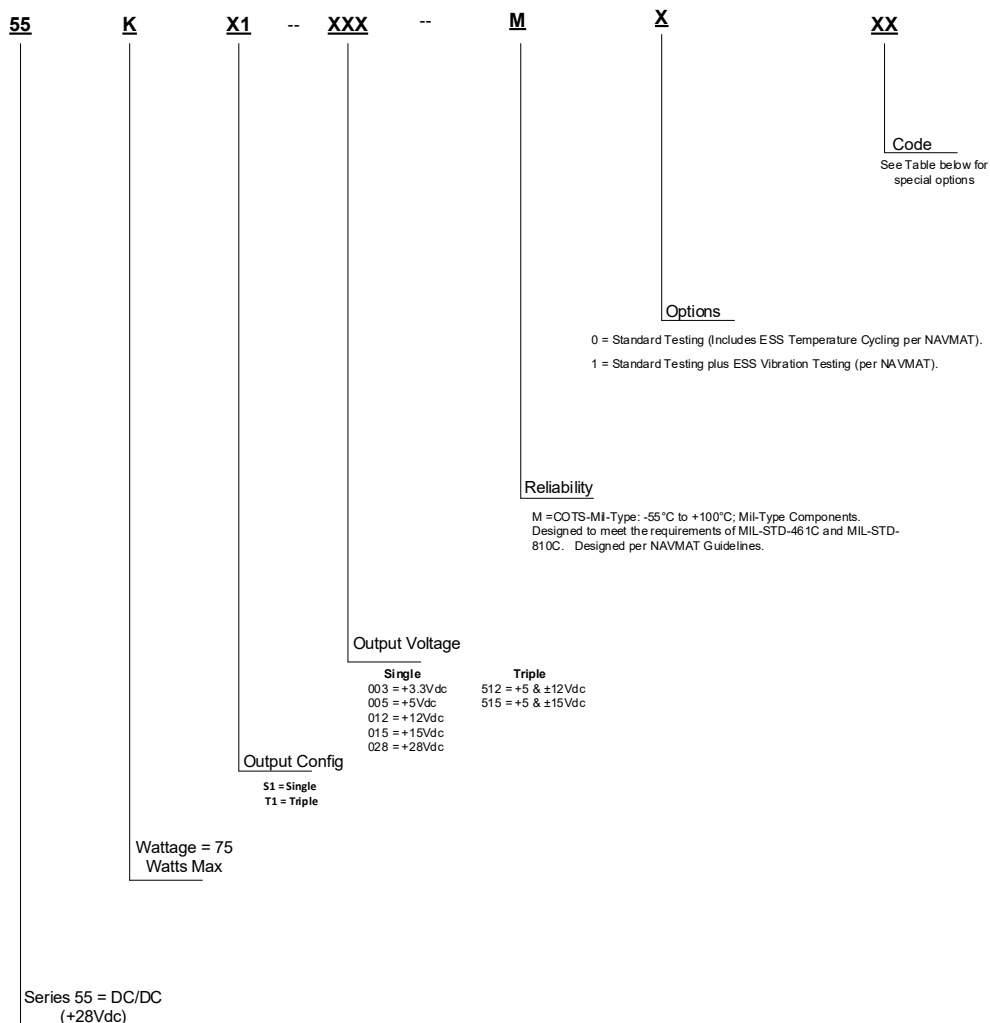 55 K X1 -- XXX -- M X XX
Code
See Table below for
special options
Options
0 = Standard Testing (Includes ESS Temperature Cycling per NAVMAT).
1 = Standard Testing plus ESS Vibration Testing (per NAVMAT).
Reliability
M =COTS-Mil-Type: -55°C to +100°C; Mil-Type Components.
Designed to meet the requirements of MIL-STD-461C and MIL-STD-
810C. Designed per NAVMAT Guidelines.
Output Voltage
Single Triple
003 =+3.3Vdc 512 =+5 & ±12Vdc
005 =+5Vdc 515 =+5 & ±15Vdc
012 =+12Vdc
015 =+15Vdc
028 =+28Vdc
Output Config
S1 =Single
T1 = Triple
Wattage = 75
Watts Max
Series 55 = DC/DC
(+28Vdc)